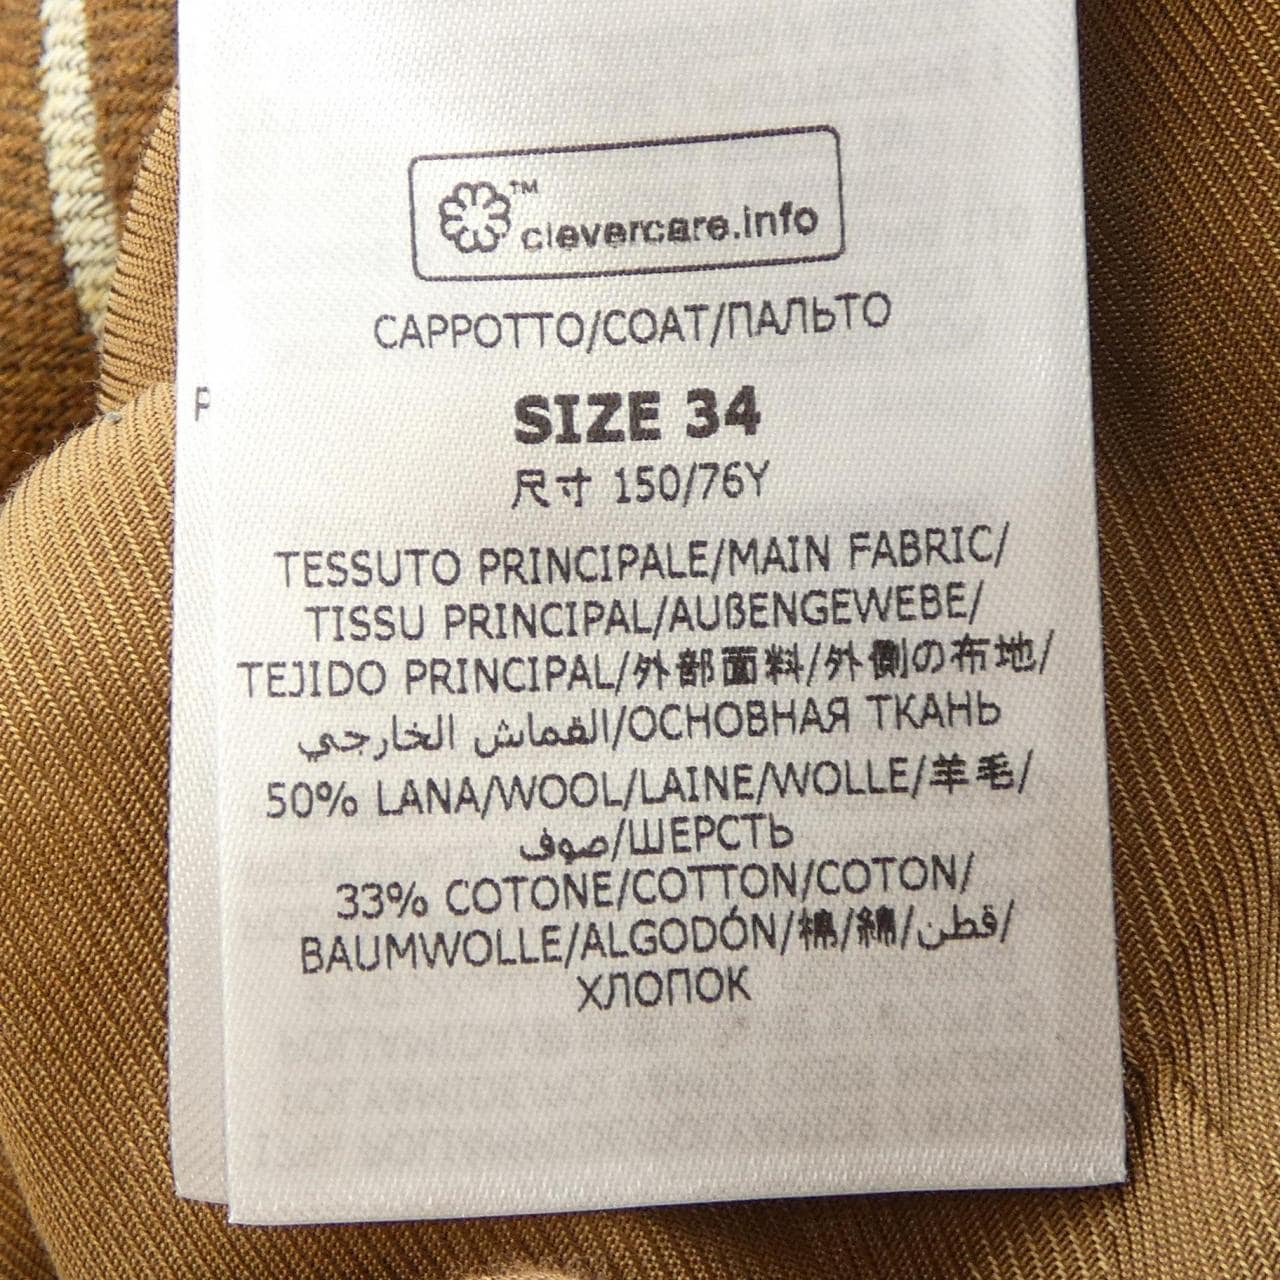 ™
clevercare.info
CAPPOTTO/COAT/ПАЛЬТО
P
SIZE 34
尺寸 150/76Y
TESSUTO PRINCIPALE/MAIN FABRIC/
TISSU PRINCIPAL/AUßENGEWEBE/
TEJIDO PRINCIPAL/外部面料/外側の布地/
القماش الخارجي/ОСНОВНАЯ ТКАНЬ
50% LANA/WOOL/LAINE/WOLLE/羊毛/
صوف/ШЕРСТЬ
33% COTONE/COTTON/COTON/
BAUMWOLLE/ALGODÓN/棉/綿/قطن/
ХЛОПОК